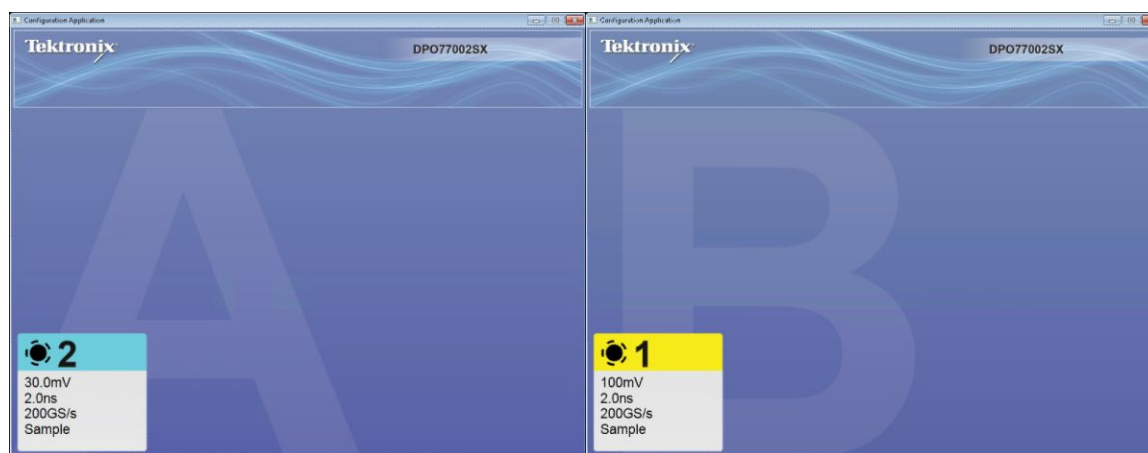 Configuration Application
Tektronix
DPO77002SX
A
2
30.0mV
2.0ns
200GS/s
Sample
Configuration Application
Tektronix
DPO77002SX
B
1
100mV
2.0ns
200GS/s
Sample